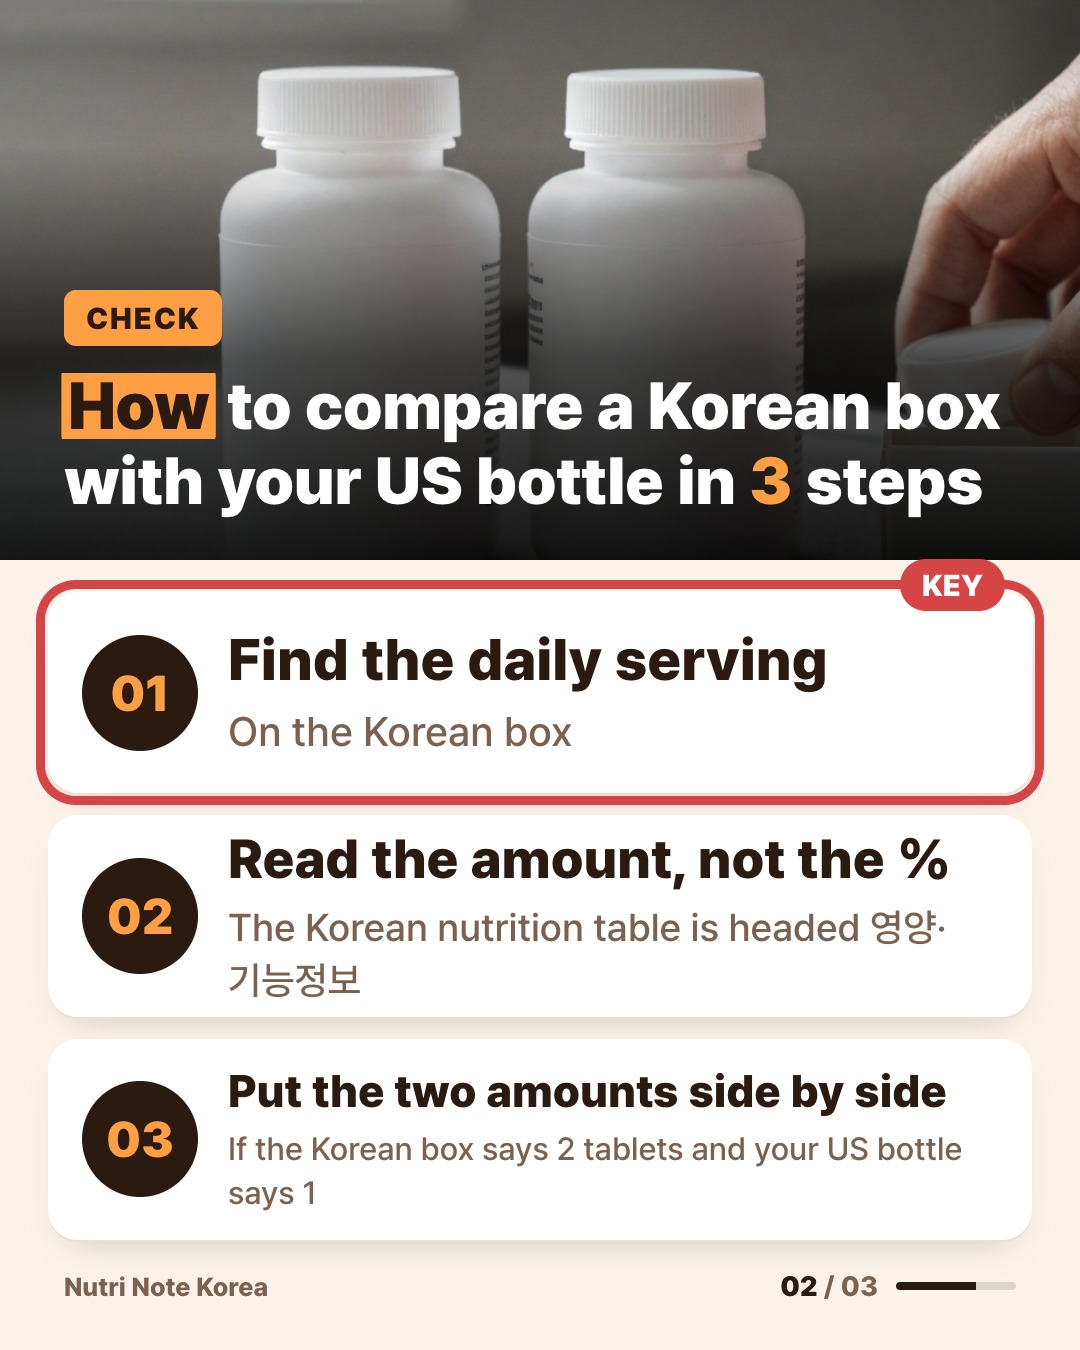 CHECK
How to compare a Korean box
with your US bottle in 3 steps
KEY
01
Find the daily serving
On the Korean box
02
Read the amount, not the %
The Korean nutrition table is headed 영양·
기능정보
03
Put the two amounts side by side
If the Korean box says 2 tablets and your US bottle
says 1
Nutri Note Korea
02 / 03